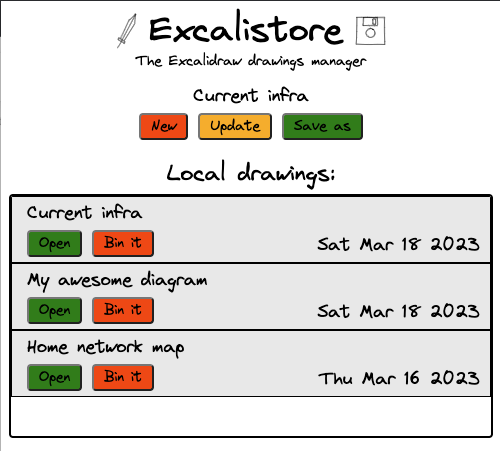 Excalistore
The Excalidraw drawings manager
Current infra
New Update Save as
Local drawings:
Current infra
Open Bin it Sat Mar 18 2023
My awesome diagram
Open Bin it Sat Mar 18 2023
Home network map
Open Bin it Thu Mar 16 2023